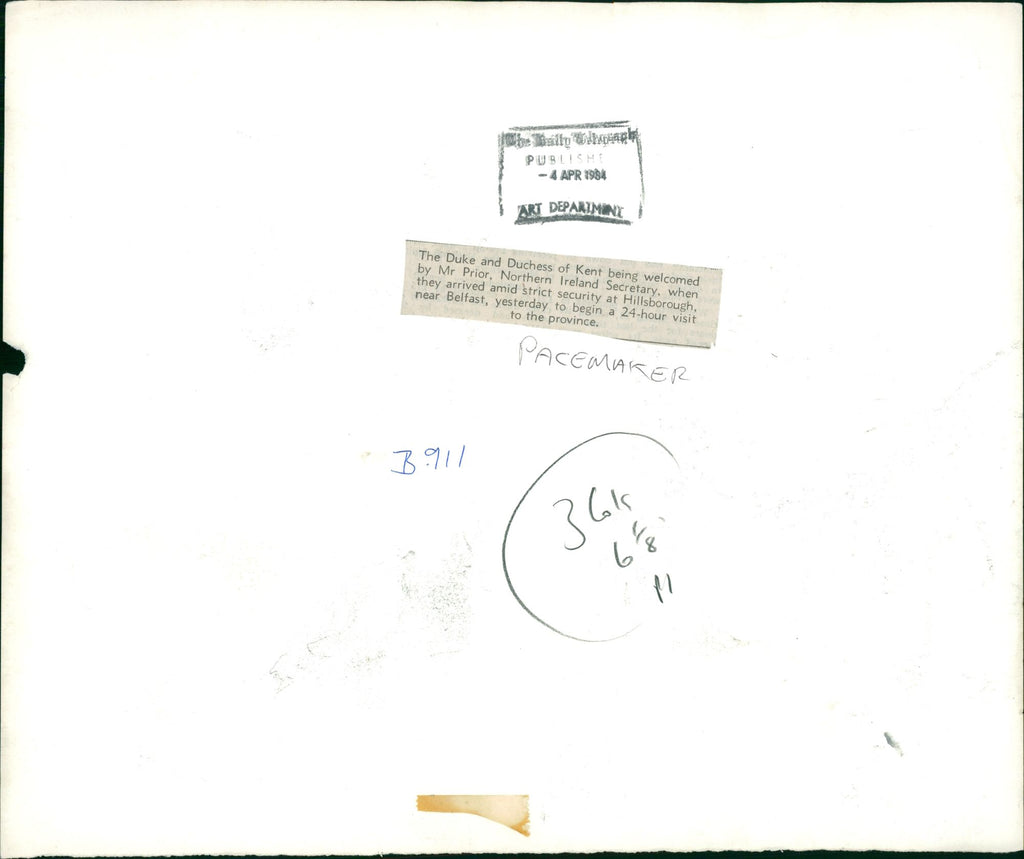 The Daily Telegraph
PUBLISHE
- 4 APR 1984
ART DEPARTMENT
The Duke and Duchess of Kent being welcomed
by Mr Prior, Northern Ireland Secretary, when
they arrived amid strict security at Hillsborough,
near Belfast, yesterday to begin a 24-hour visit
to the province.
PACEMAKER
B.911
36k
6 1/8